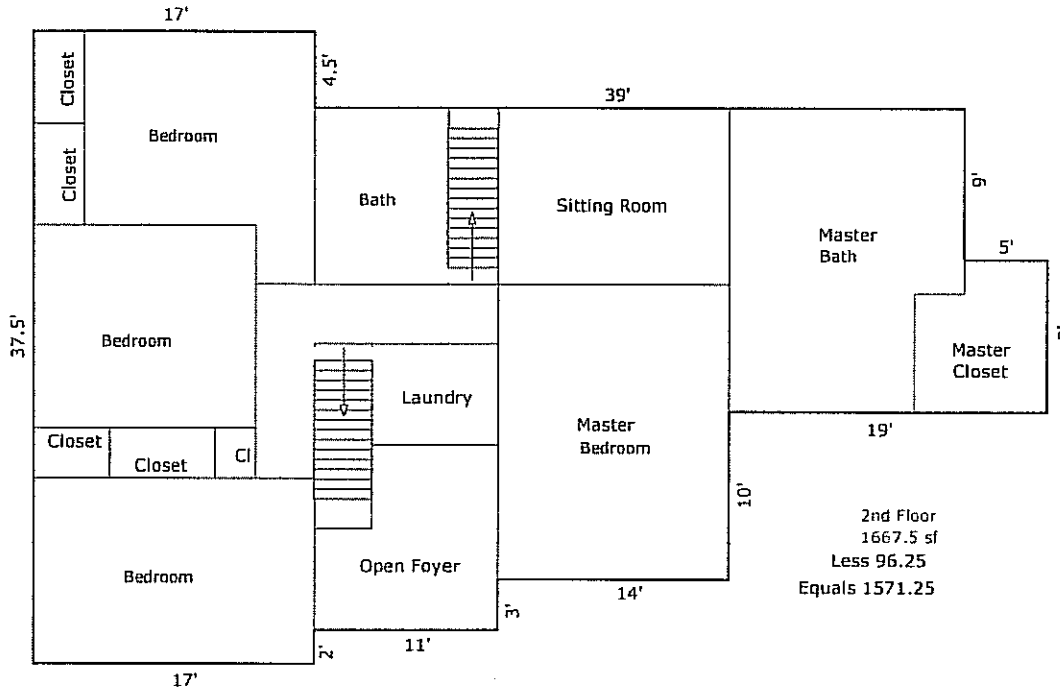 17'
4.5'
39'
Closet
Bedroom
Closet
Bath
Sitting Room
9'
Master
Bath
5'
37.5'
Bedroom
Master
Closet
Laundry
19'
Master
Bedroom
Closet
Closet
Cl
10'
2nd Floor
1667.5 sf
Less 96.25
Equals 1571.25
Bedroom
Open Foyer
14'
3'
11'
2'
17'